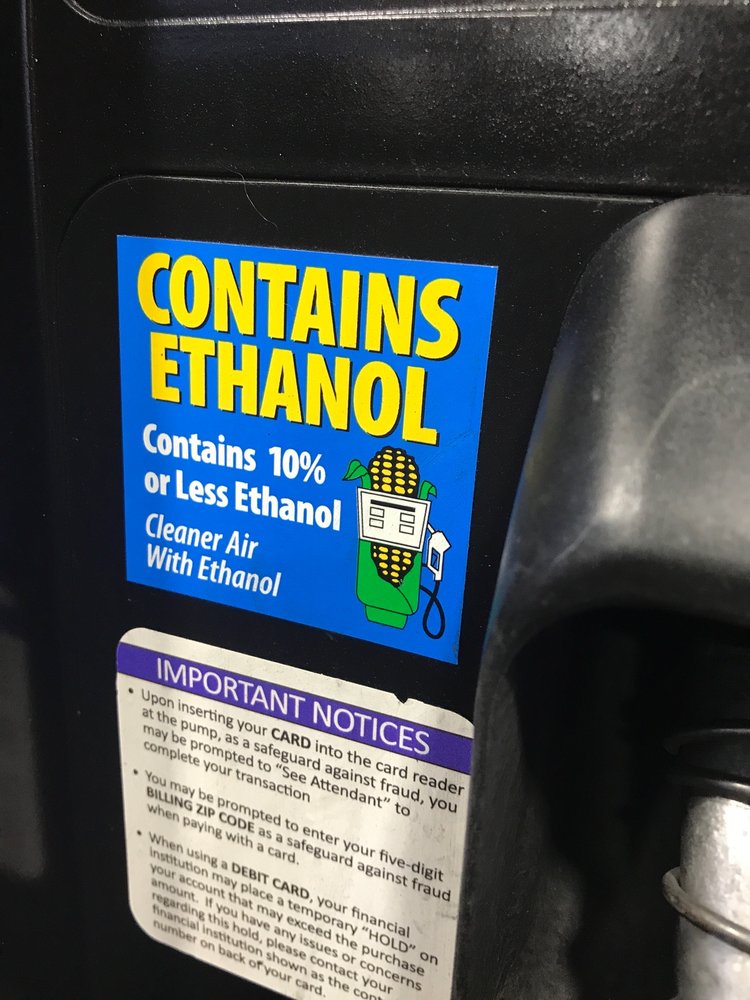 CONTAINS
ETHANOL
Contains 10%
or Less Ethanol
Cleaner Air
With Ethanol
IMPORTANT NOTICES
• Upon inserting your CARD into the card reader
at the pump, as a safeguard against fraud, you
may be prompted to "See Attendant" to
complete your transaction
• You may be prompted to enter your five-digit
BILLING ZIP CODE as a safeguard against fraud
when paying with a card.
• When using a DEBIT CARD, your financial
institution may place a temporary "HOLD" on
your account that may exceed the purchase
amount. If you have any issues or concerns
regarding this hold, please contact your
financial institution shown as the
number on back of your card.